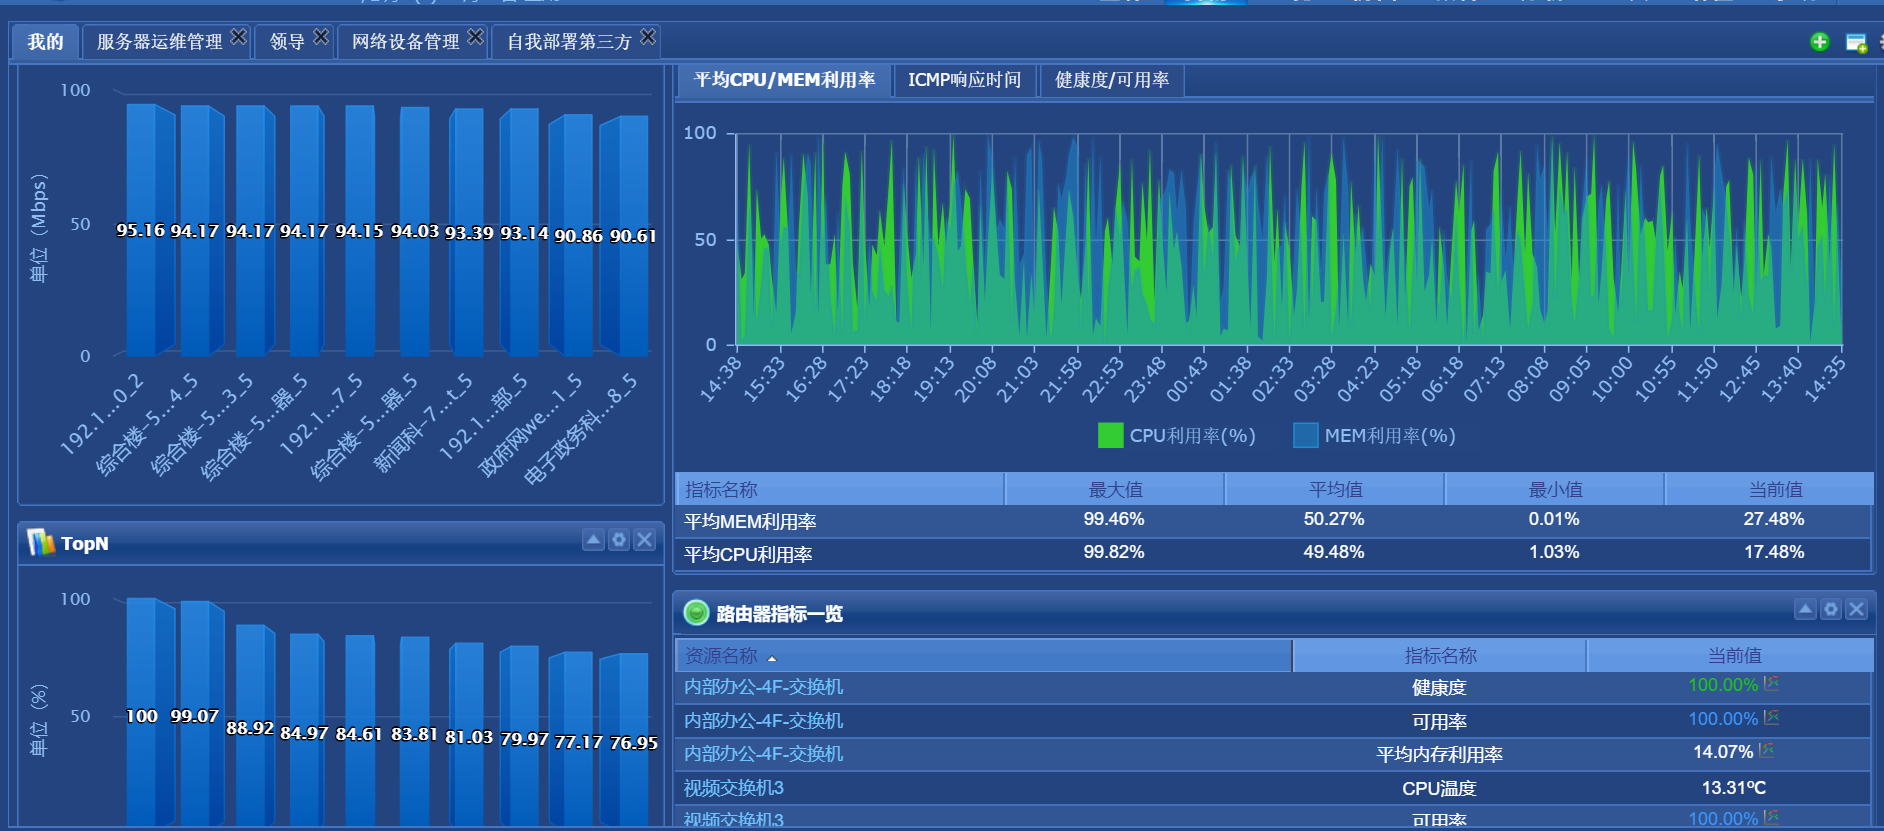 我的 服务器运维管理 领导 网络设备管理 自我部署第三方
100
50
0
单位（Mbps）
95.16 94.17 94.17 94.17 94.15 94.03 93.39 93.14 90.86 90.61
192.1...0_2 综合楼-5...4_5 综合楼-5...3_5 综合楼-5...器_5 192.1...7_5 综合楼-5...器_5 新闻科-7...t_5 192.1...部_5 政府网we...1_5 电子政务科...8_5
TopN
100
50
单位（%）
100 99.07 88.92 84.97 84.61 83.81 81.03 79.97 77.17 76.95
平均CPU/MEM利用率 ICMP响应时间 健康度/可用率
100
50
0
14:38 15:33 16:28 17:23 18:18 19:13 20:08 21:03 21:58 22:53 23:48 00:43 01:38 02:33 03:28 04:23 05:18 06:18 07:13 08:08 09:05 10:00 10:55 11:50 12:45 13:40 14:35
CPU利用率(%) MEM利用率(%)
指标名称 最大值 平均值 最小值 当前值
平均MEM利用率 99.46% 50.27% 0.01% 27.48%
平均CPU利用率 99.82% 49.48% 1.03% 17.48%
路由器指标一览
资源名称 指标名称 当前值
内部办公-4F-交换机 健康度 100.00%
内部办公-4F-交换机 可用率 100.00%
内部办公-4F-交换机 平均内存利用率 14.07%
视频交换机3 CPU温度 13.31ºC
视频交换机3 可用率 100.00%